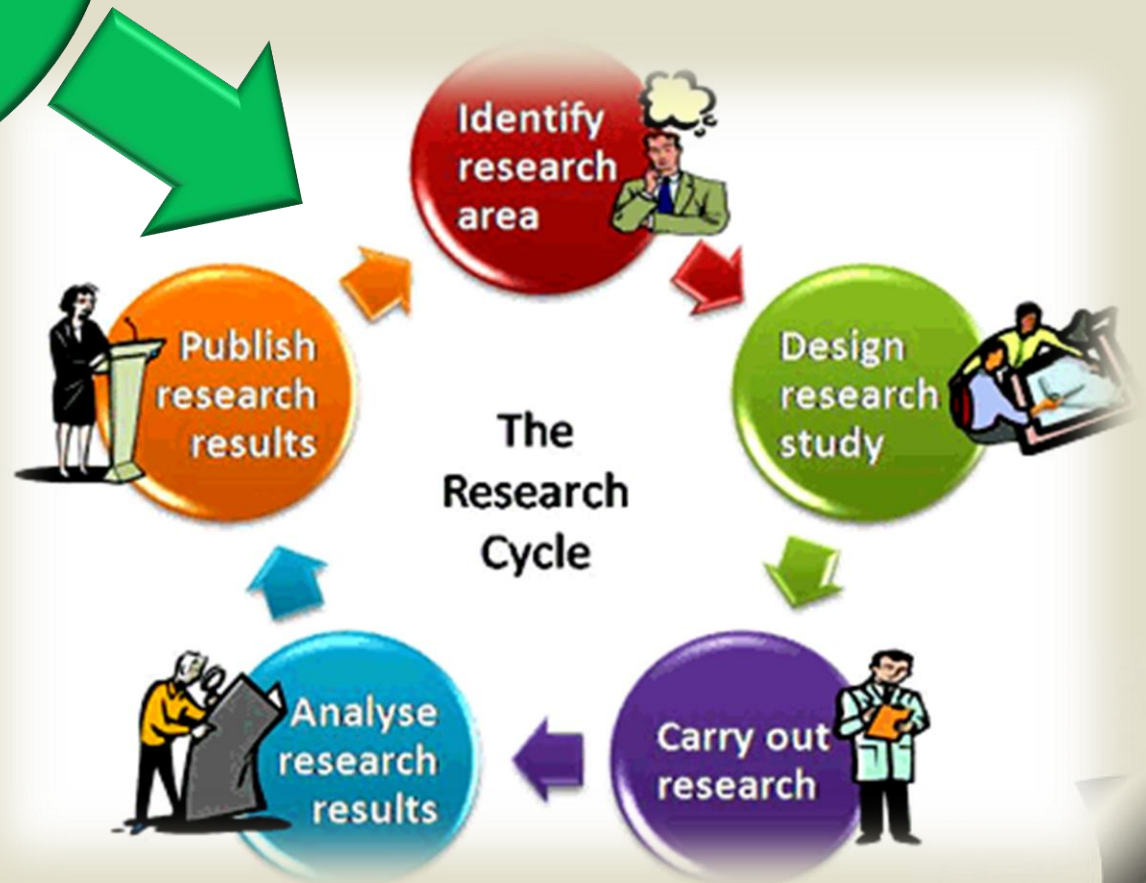 Identify
research
area
Design
research
study
Carry out
research
Analyse
research
results
Publish
research
results
The
Research
Cycle